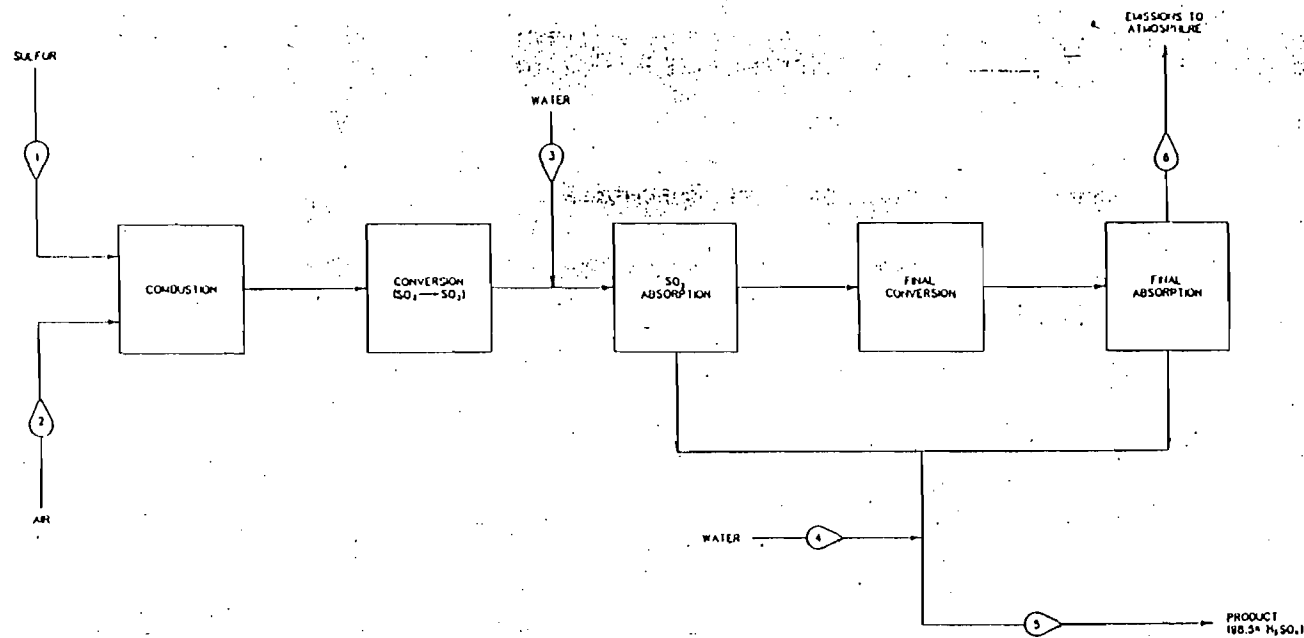 EMISSIONS TO
ATMOSPHERE
SULFUR
WATER
1
3
6
COMBUSTION
CONVERSION
(SO₂ → SO₃)
SO₃
ABSORPTION
FINAL
CONVERSION
FINAL
ABSORPTION
2
AIR
WATER
4
5
PRODUCT
(98.5% H₂SO₄)